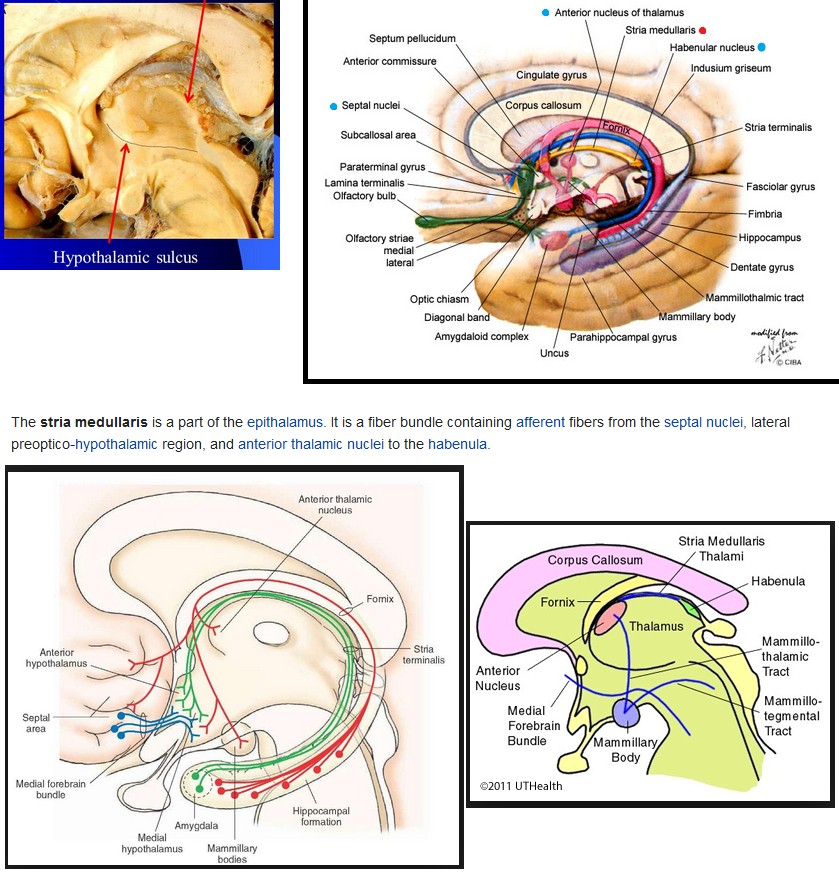 Hypothalamic sulcus
Anterior nucleus of thalamus
Stria medullaris
Habenular nucleus
Indusium griseum
Septum pellucidum
Anterior commissure
Cingulate gyrus
Corpus callosum
Septal nuclei
Fornix
Subcallosal area
Stria terminalis
Paraterminal gyrus
Lamina terminalis
Olfactory bulb
Fasciolar gyrus
Fimbria
Olfactory striae
medial
lateral
Hippocampus
Dentate gyrus
Optic chiasm
Mammillothalmic tract
Diagonal band
Mammillary body
Amygdaloid complex
Parahippocampal gyrus
Uncus
modified from
F. Netter
M.D.
© CIBA
The stria medullaris is a part of the epithalamus. It is a fiber bundle containing afferent fibers from the septal nuclei, lateral
preoptico-hypothalamic region, and anterior thalamic nuclei to the habenula.
Anterior thalamic
nucleus
Fornix
Stria
terminalis
Anterior
hypothalamus
Septal
area
Medial forebrain
bundle
Medial
hypothalamus
Amygdala
Mammillary
bodies
Hippocampal
formation
Stria Medullaris
Thalami
Corpus Callosum
Habenula
Fornix
Thalamus
Anterior
Nucleus
Mammillo-
thalamic
Tract
Medial
Forebrain
Bundle
Mammillo-
tegmental
Tract
Mammillary
Body
©2011 UTHealth